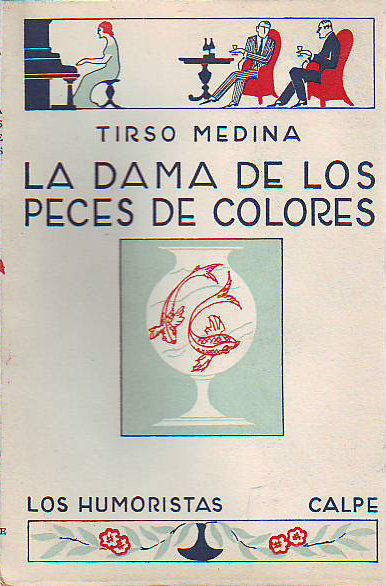 TIRSO MEDINA
LA DAMA DE LOS
PECES DE COLORES
LOS HUMORISTAS CALPE